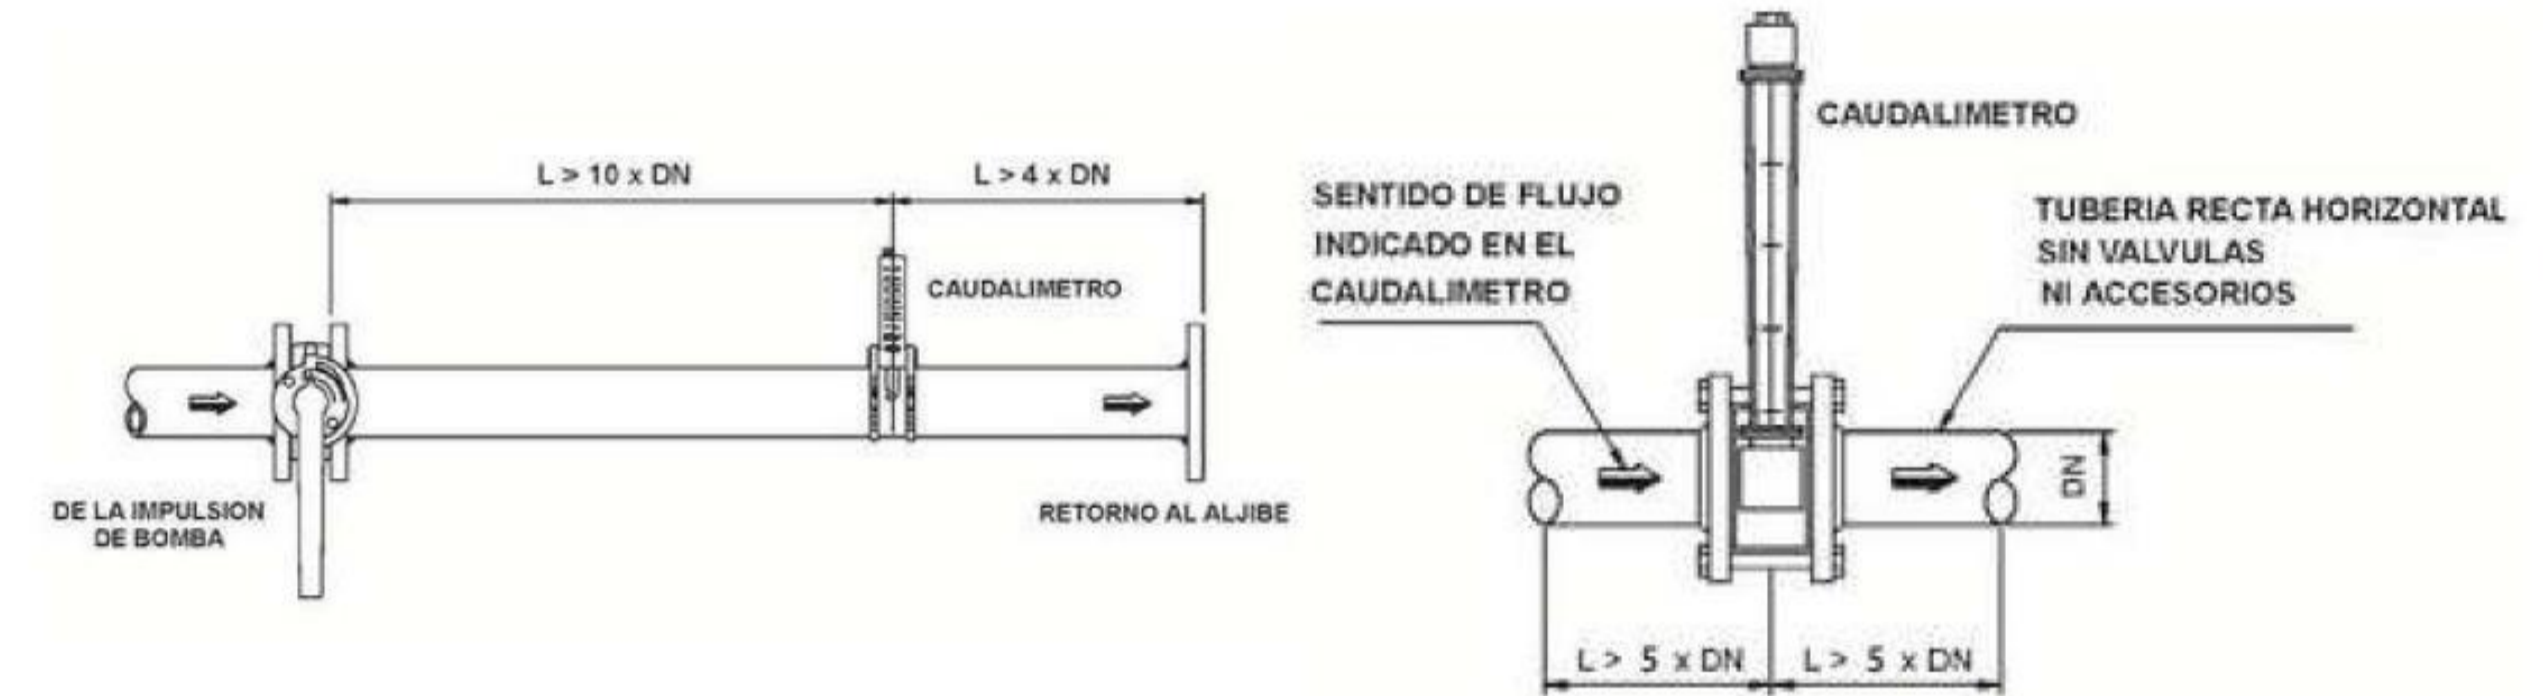 L > 10 x DN
L > 4 x DN
CAUDALIMETRO
DE LA IMPULSION
DE BOMBA
RETORNO AL ALJIBE
CAUDALIMETRO
SENTIDO DE FLUJO
INDICADO EN EL
CAUDALIMETRO
TUBERIA RECTA HORIZONTAL
SIN VALVULAS
NI ACCESORIOS
DN
L > 5 x DN
L > 5 x DN